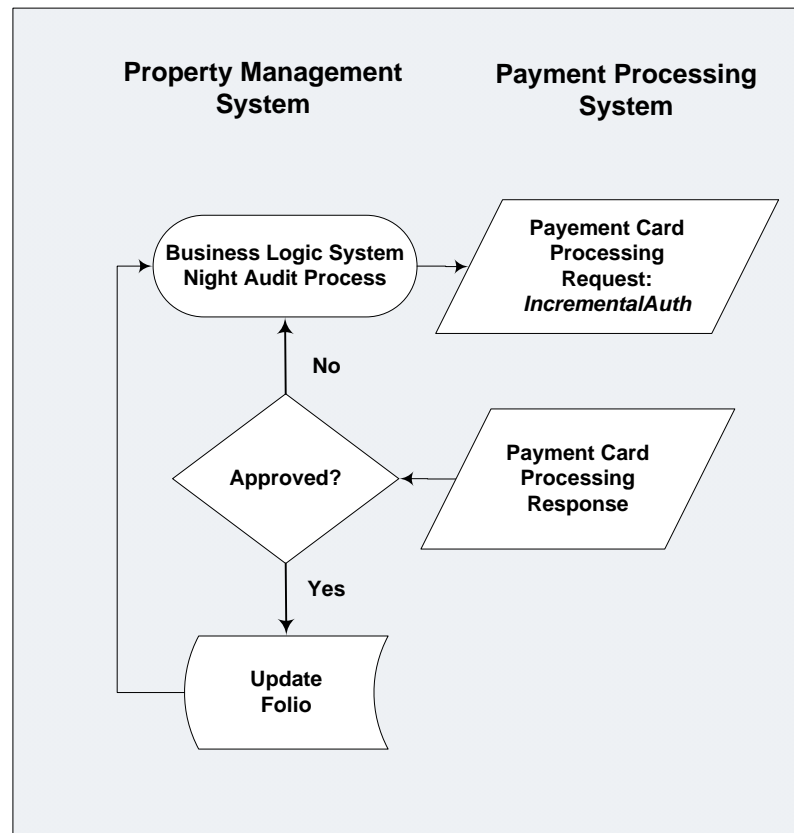 Property Management
System
Payment Processing
System
Business Logic System
Night Audit Process
Payement Card
Processing
Request:
IncrementalAuth
No
Approved?
Payment Card
Processing
Response
Yes
Update
Folio